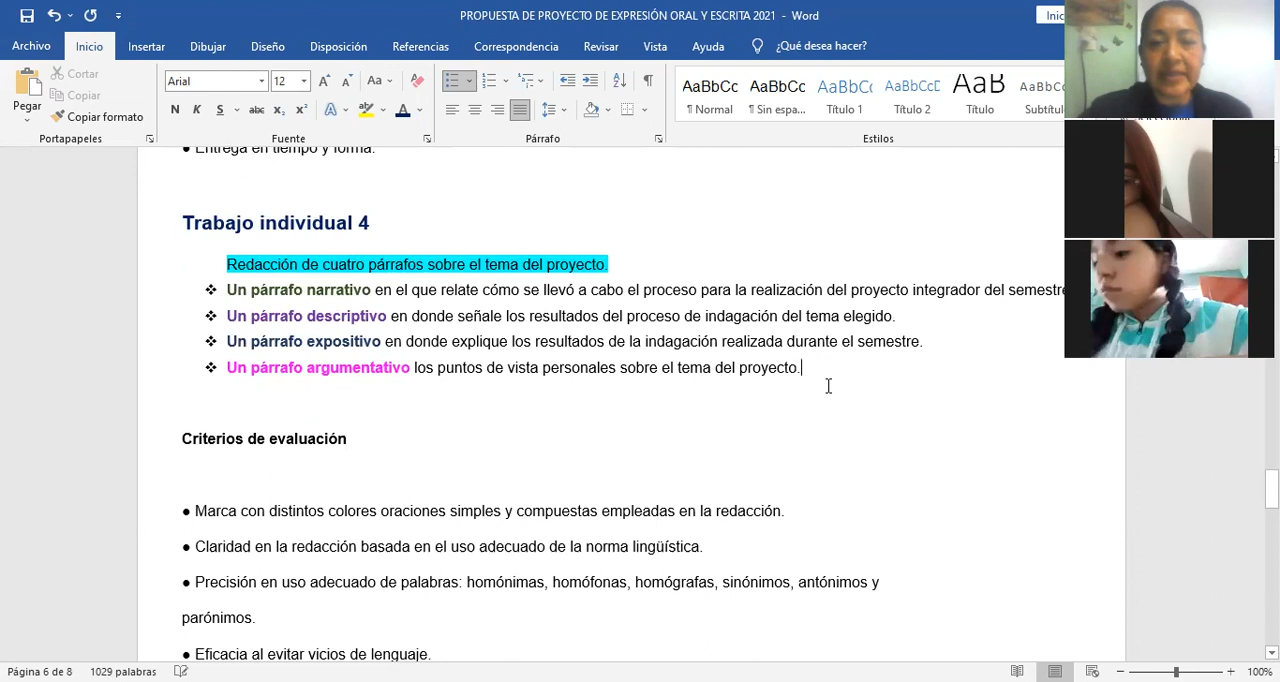 PROPUESTA DE PROYECTO DE EXPRESIÓN ORAL Y ESCRITA 2021 - Word
Inic
Archivo Inicio Insertar Dibujar Diseño Disposición Referencias Correspondencia Revisar Vista Ayuda ¿Qué desea hacer?
Pegar
Cortar
Copiar
Copiar formato
Arial 12 Aa
N K S abc x₂ x² A A
AaBbCc AaBbCc AaBbCc AaBbCcE AaB AaBbCc
¶ Normal ¶ Sin espa... Título 1 Título 2 Título Subtítul
Portapapeles Fuente Párrafo Estilos
● Entrega en tiempo y forma.
Trabajo individual 4
Redacción de cuatro párrafos sobre el tema del proyecto.
❖ Un párrafo narrativo en el que relate cómo se llevó a cabo el proceso para la realización del proyecto integrador del semestre
❖ Un párrafo descriptivo en donde señale los resultados del proceso de indagación del tema elegido.
❖ Un párrafo expositivo en donde explique los resultados de la indagación realizada durante el semestre.
❖ Un párrafo argumentativo los puntos de vista personales sobre el tema del proyecto.
Criterios de evaluación
● Marca con distintos colores oraciones simples y compuestas empleadas en la redacción.
● Claridad en la redacción basada en el uso adecuado de la norma lingüística.
● Precisión en uso adecuado de palabras: homónimas, homófonas, homógrafas, sinónimos, antónimos y
parónimos.
● Eficacia al evitar vicios de lenguaje.
Página 6 de 8 1029 palabras 100%